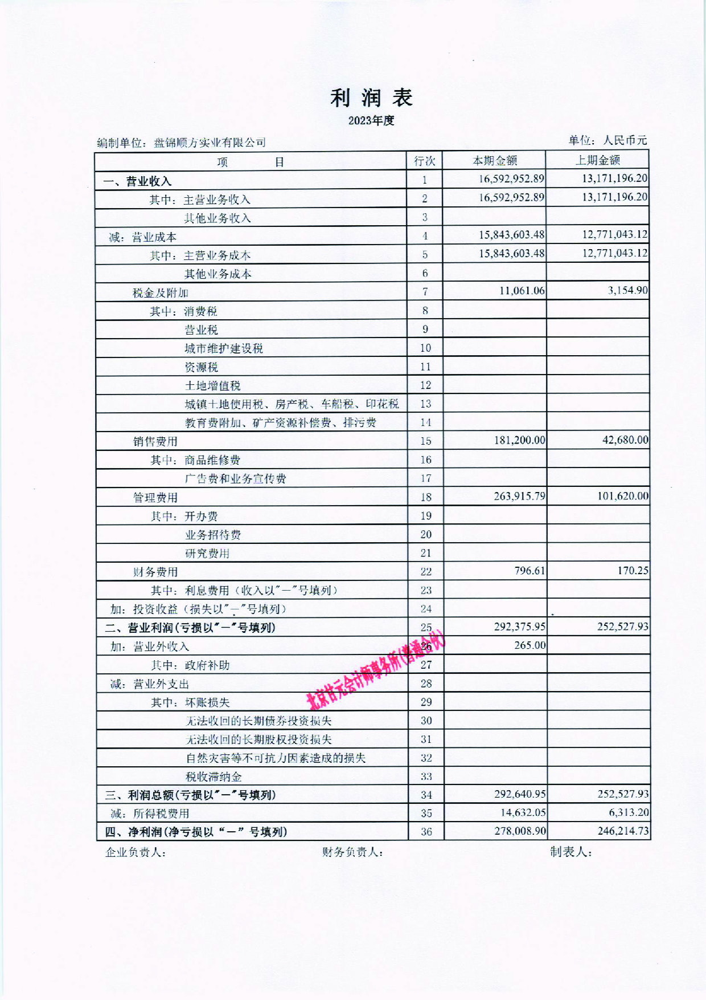 利润表
2023年度
编制单位：盘锦顺方实业有限公司 单位：人民币元
项 目 行次 本期金额 上期金额
一、营业收入 1 16,592,952.89 13,171,196.20
其中：主营业务收入 2 16,592,952.89 13,171,196.20
其他业务收入 3
减：营业成本 4 15,843,603.48 12,771,043.12
其中：主营业务成本 5 15,843,603.48 12,771,043.12
其他业务成本 6
税金及附加 7 11,061.06 3,154.90
其中：消费税 8
营业税 9
城市维护建设税 10
资源税 11
土地增值税 12
城镇土地使用税、房产税、车船税、印花税 13
教育费附加、矿产资源补偿费、排污费 14
销售费用 15 181,200.00 42,680.00
其中：商品维修费 16
广告费和业务宣传费 17
管理费用 18 263,915.79 101,620.00
其中：开办费 19
业务招待费 20
研究费用 21
财务费用 22 796.61 170.25
其中：利息费用（收入以"－"号填列） 23
加：投资收益（损失以"－"号填列） 24
二、营业利润(亏损以"－"号填列) 25 292,375.95 252,527.93
加：营业外收入 26 265.00
其中：政府补助 27
减：营业外支出 28
其中：坏账损失 29
无法收回的长期债券投资损失 30
无法收回的长期股权投资损失 31
自然灾害等不可抗力因素造成的损失 32
税收滞纳金 33
三、利润总额(亏损以"－"号填列) 34 292,640.95 252,527.93
减：所得税费用 35 14,632.05 6,313.20
四、净利润(净亏损以“－”号填列) 36 278,008.90 246,214.73
企业负责人： 财务负责人： 制表人：
北京甘元会计师事务所(普通合伙)